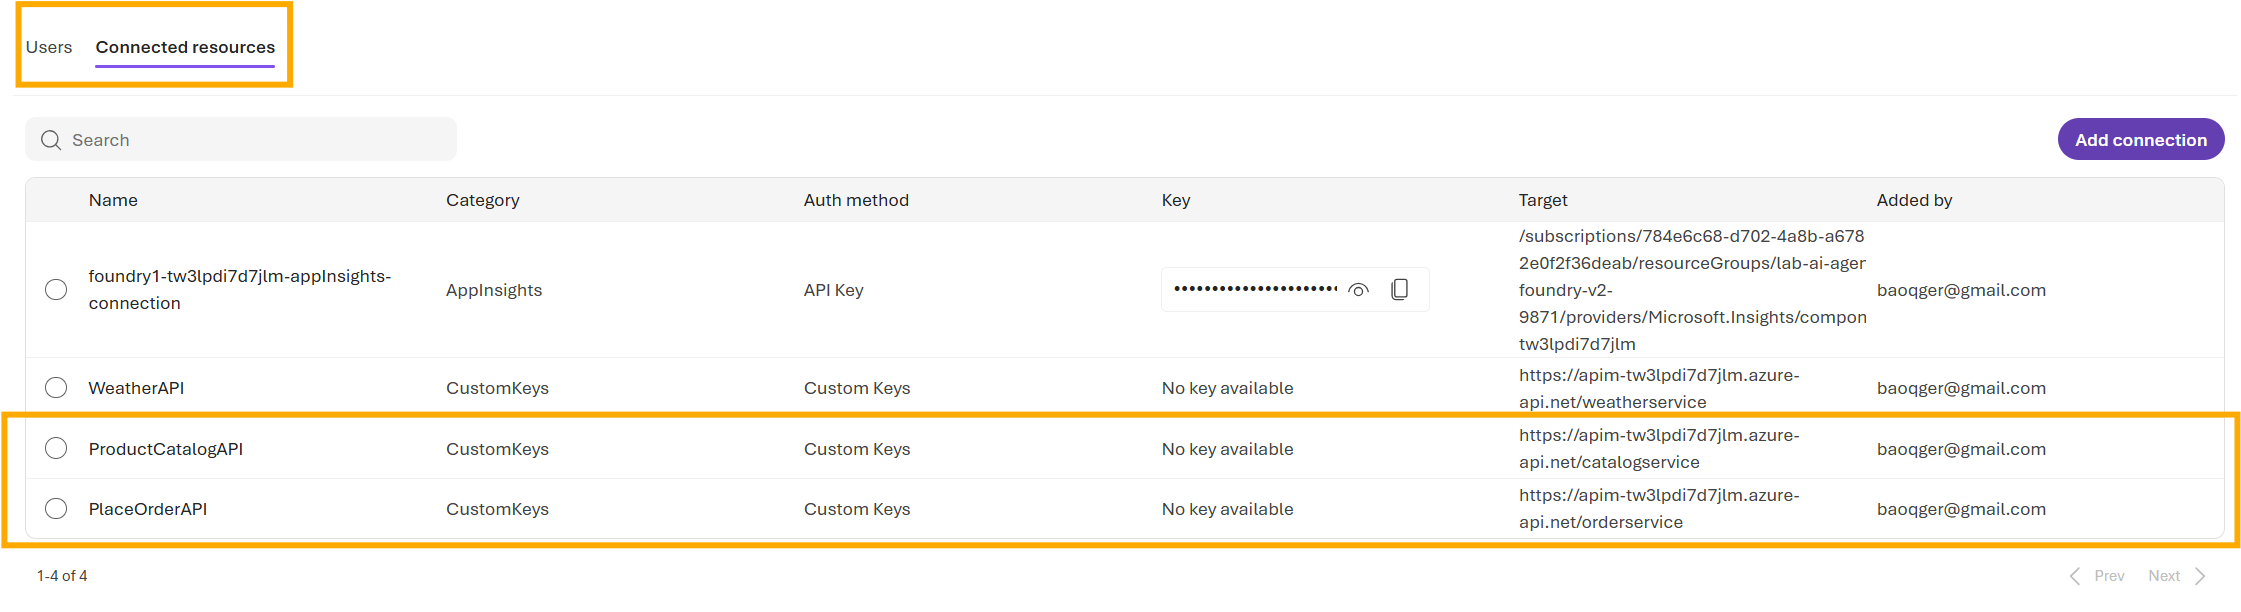 Users Connected resources
Search
Add connection
Name Category Auth method Key Target Added by
foundry1-tw3lpdi7d7jlm-appInsights-
connection
AppInsights
API Key
••••••••••••••••••••••
/subscriptions/784e6c68-d702-4a8b-a678
2e0f2f36deab/resourceGroups/lab-ai-agen
foundry-v2-
9871/providers/Microsoft.Insights/compon
tw3lpdi7d7jlm
baoqger@gmail.com
WeatherAPI
CustomKeys
Custom Keys
No key available
https://apim-tw3lpdi7d7jlm.azure-
api.net/weatherservice
baoqger@gmail.com
ProductCatalogAPI
CustomKeys
Custom Keys
No key available
https://apim-tw3lpdi7d7jlm.azure-
api.net/catalogservice
baoqger@gmail.com
PlaceOrderAPI
CustomKeys
Custom Keys
No key available
https://apim-tw3lpdi7d7jlm.azure-
api.net/orderservice
baoqger@gmail.com
1-4 of 4
Prev Next